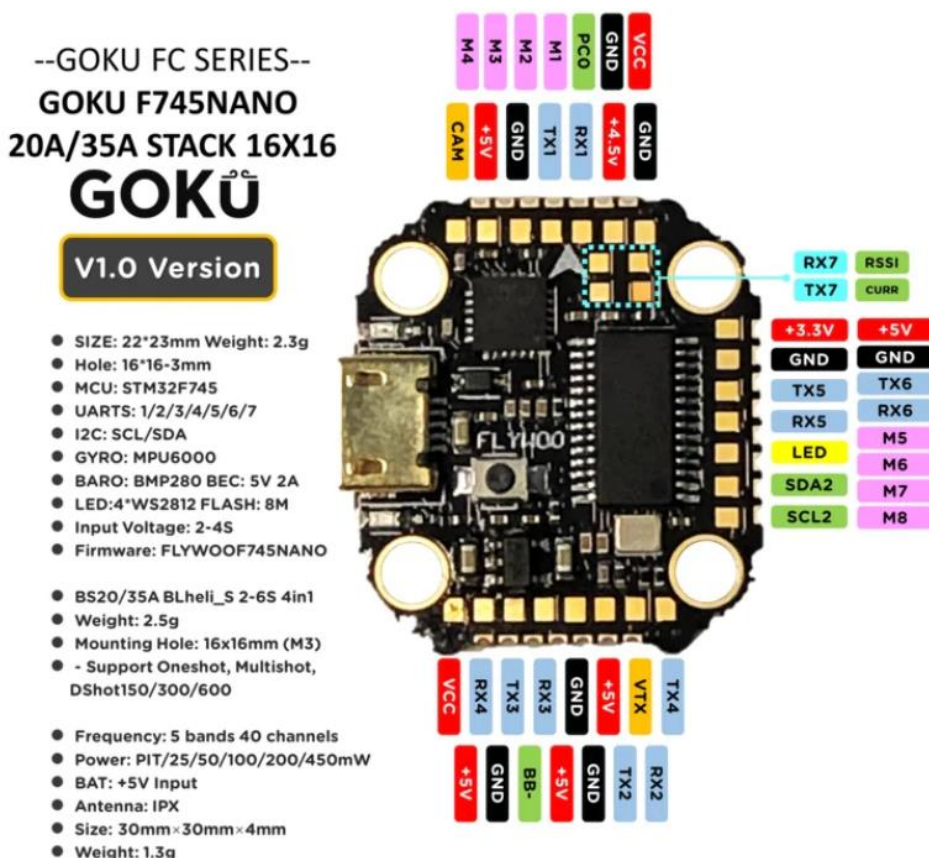 --GOKU FC SERIES--
GOKU F745NANO
20A/35A STACK 16X16
GOKU
V1.0 Version
● SIZE: 22*23mm Weight: 2.3g
● Hole: 16*16-3mm
● MCU: STM32F745
● UARTS: 1/2/3/4/5/6/7
● I2C: SCL/SDA
● GYRO: MPU6000
● BARO: BMP280 BEC: 5V 2A
● LED:4*WS2812 FLASH: 8M
● Input Voltage: 2-4S
● Firmware: FLYWOOF745NANO
● BS20/35A BLheli_S 2-6S 4in1
● Weight: 2.5g
● Mounting Hole: 16x16mm (M3)
● - Support Oneshot, Multishot,
DShot150/300/600
● Frequency: 5 bands 40 channels
● Power: PIT/25/50/100/200/450mW
● BAT: +5V Input
● Antenna: IPX
● Size: 30mm×30mm×4mm
● Weight: 1.3g
M4 M3 M2 M1 PC0 GND VCC
CAM +5V GND TX1 RX1 +4.5v GND
FLYWOO
RX7 RSSI
TX7 CURR
+3.3V +5V
GND GND
TX5 TX6
RX5 RX6
LED M5
SDA2 M6
SCL2 M7
M8
VCC RX4 TX3 RX3 GND +5V VTX TX4
+5V GND BB- +5V GND TX2 RX2